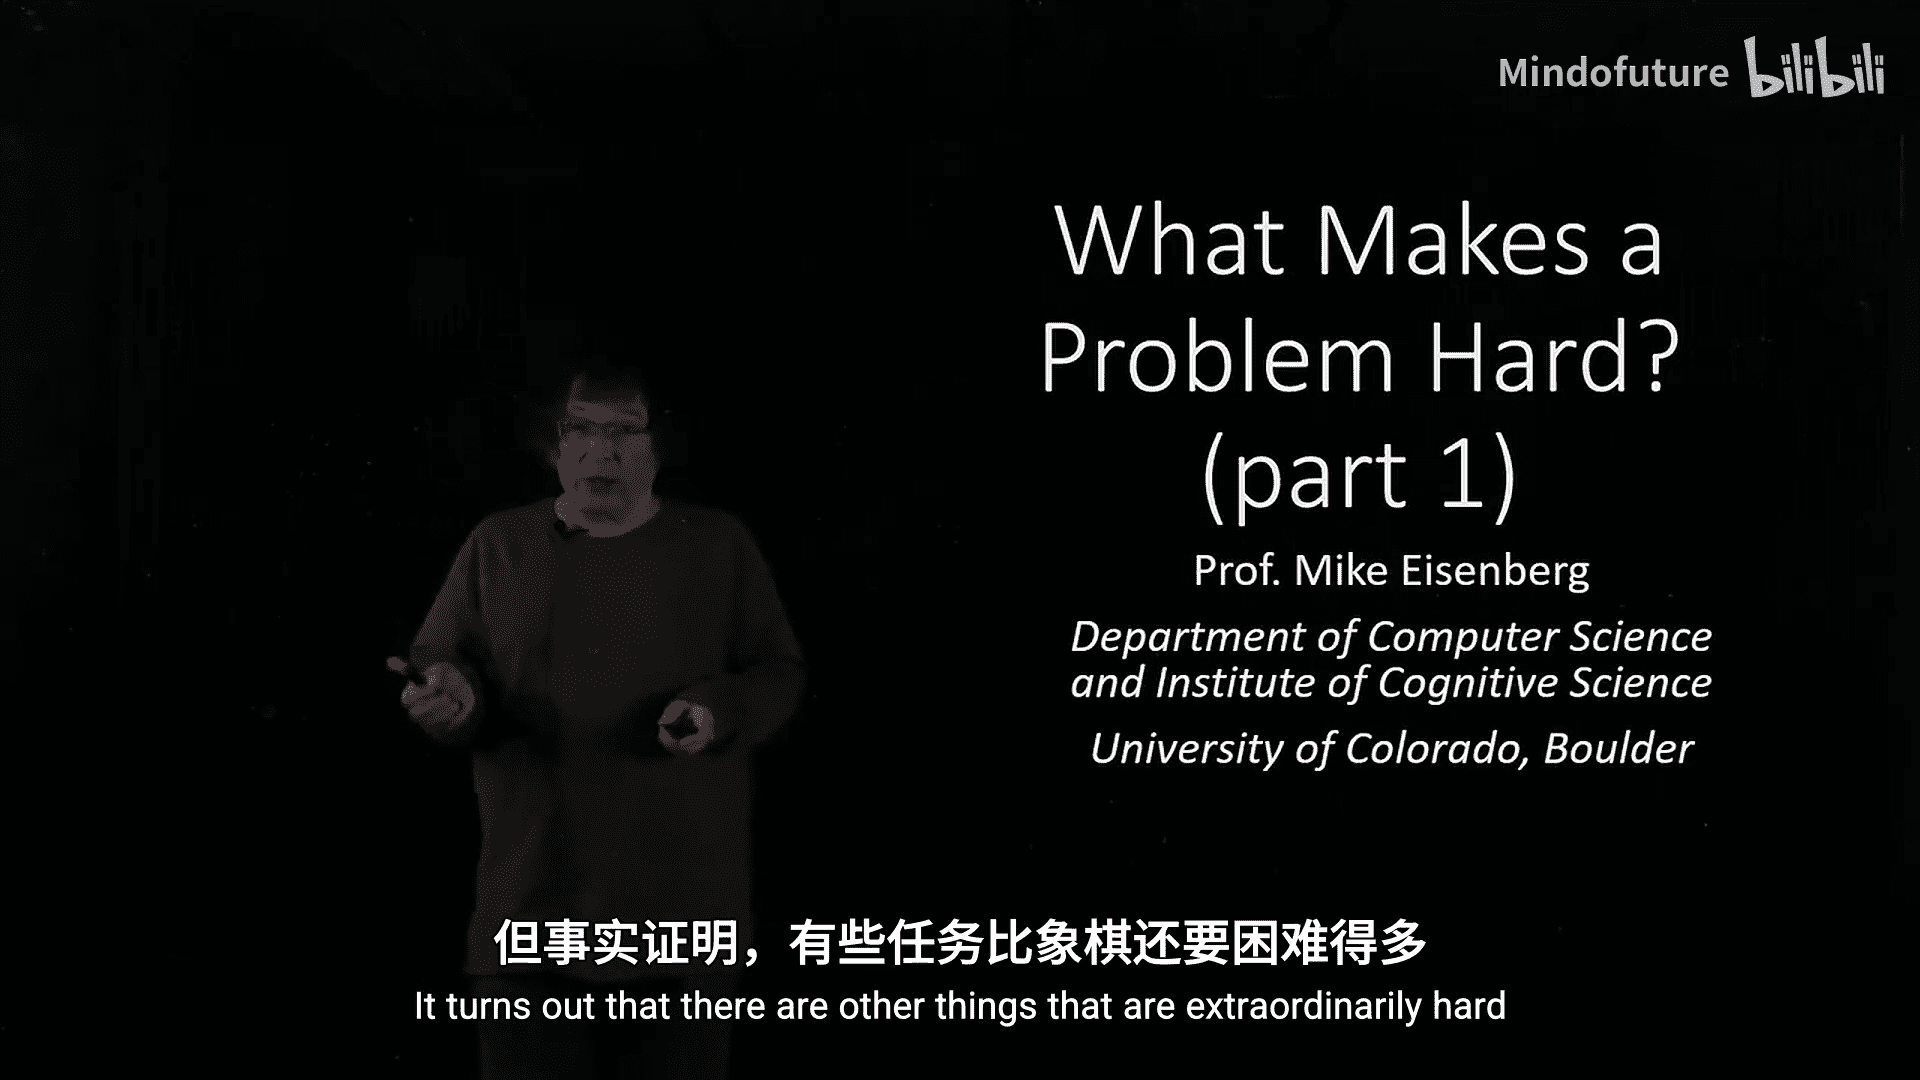 Mindofuture bilibili
What Makes a
Problem Hard?
(part 1)
Prof. Mike Eisenberg
Department of Computer Science
and Institute of Cognitive Science
University of Colorado, Boulder
但事实证明，有些任务比象棋还要困难得多
It turns out that there are other things that are extraordinarily hard